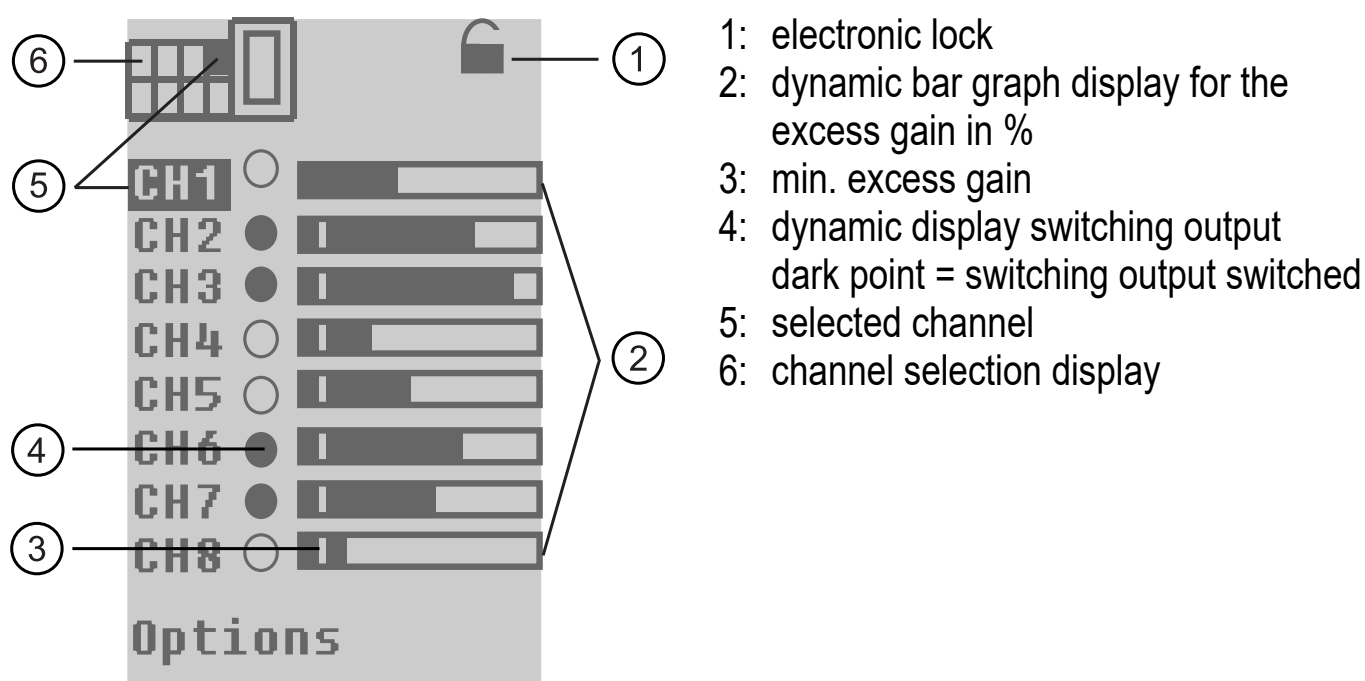 6
1
5
CH1
CH2
CH3
CH4
CH5
2
4
CH6
CH7
3
CH8
Options
1: electronic lock
2: dynamic bar graph display for the
excess gain in %
3: min. excess gain
4: dynamic display switching output
dark point = switching output switched
5: selected channel
6: channel selection display